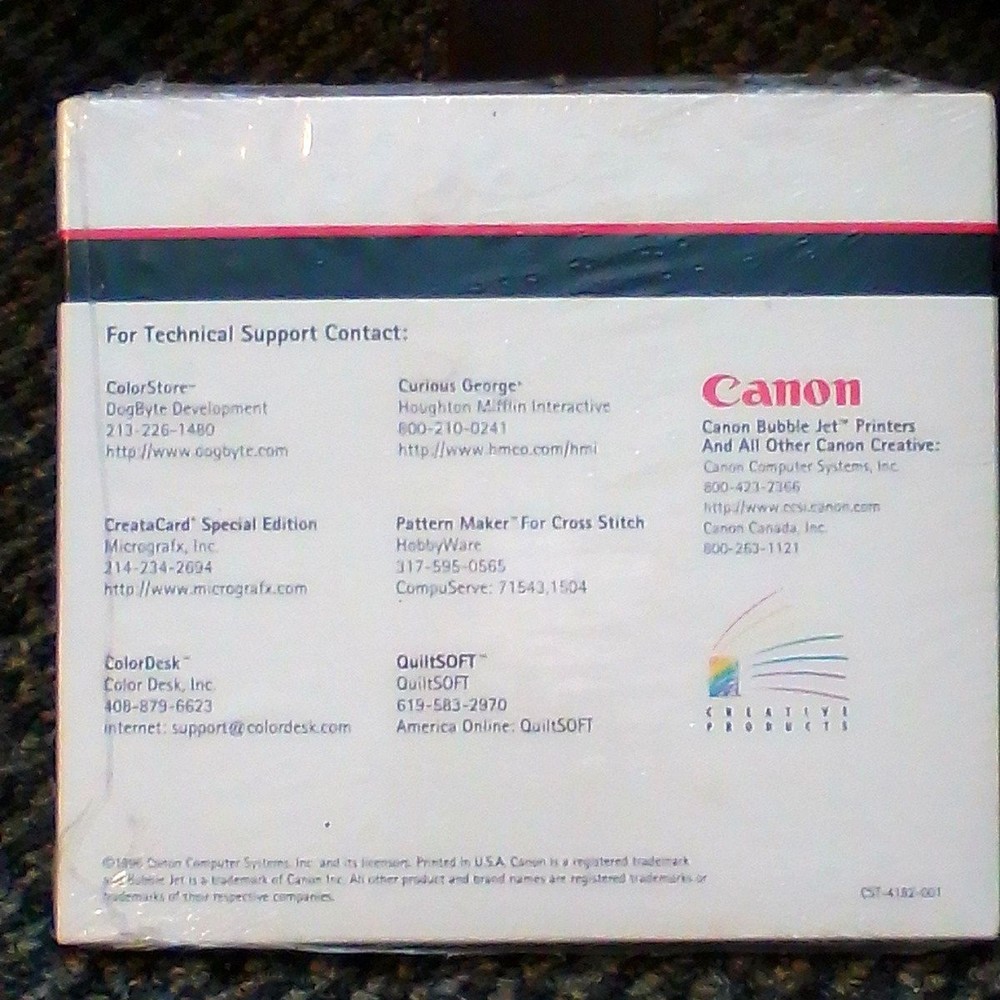 For Technical Support Contact:
ColorStore™
DogByte Development
213-226-1480
http://www.dogbyte.com
Curious George®
Houghton Mifflin Interactive
800-210-0241
http://www.hmco.com/hmi
Canon
Canon Bubble Jet™ Printers
And All Other Canon Creative:
Canon Computer Systems, Inc.
800-423-2366
http://www.ccsi.canon.com
Canon Canada, Inc.
800-263-1121
CreataCard® Special Edition
Micrografx, Inc.
214-234-2694
http://www.micrografx.com
Pattern Maker™ For Cross Stitch
HobbyWare
317-595-0565
CompuServe: 71543,1504
ColorDesk™
Color Desk, Inc.
408-879-6623
internet: support@colordesk.com
QuiltSOFT™
QuiltSOFT
619-583-2970
America Online: QuiltSOFT
CREATIVE
PRODUCTS
©1996 Canon Computer Systems, Inc. and its licensors. Printed in U.S.A. Canon is a registered trademark
and Bubble Jet is a trademark of Canon Inc. All other product and brand names are registered trademarks or
trademarks of their respective companies.
CST-4182-001